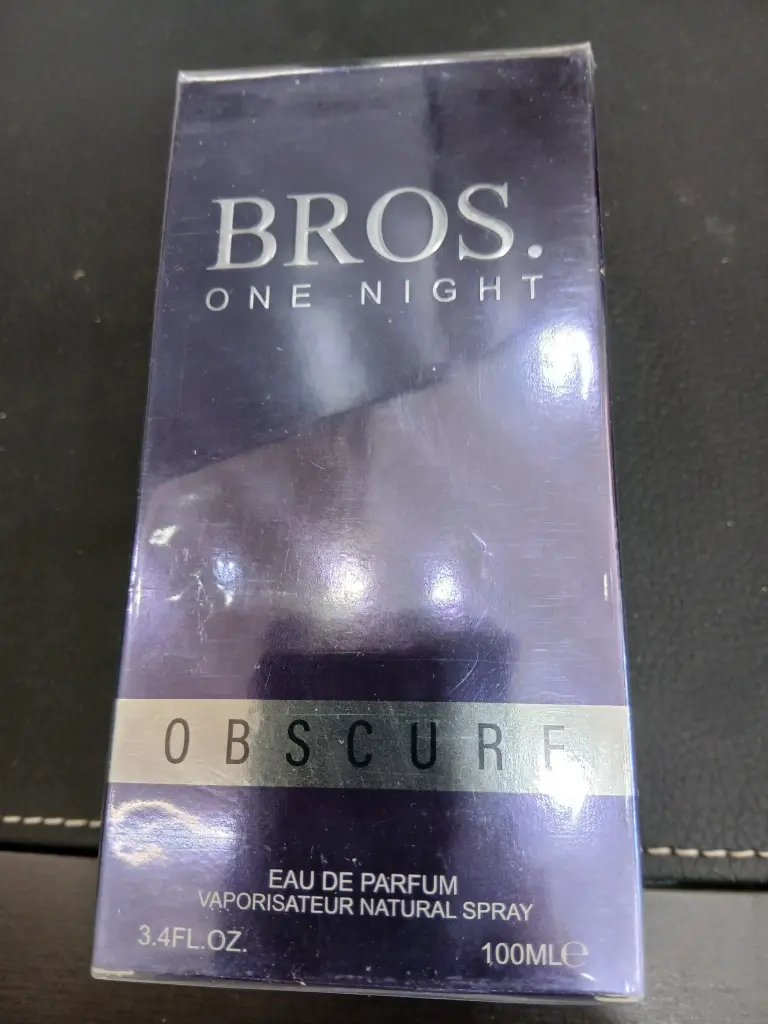 BROS.
ONE NIGHT
OBSCURE
EAU DE PARFUM
VAPORISATEUR NATURAL SPRAY
3.4FL.OZ.
100ML℮